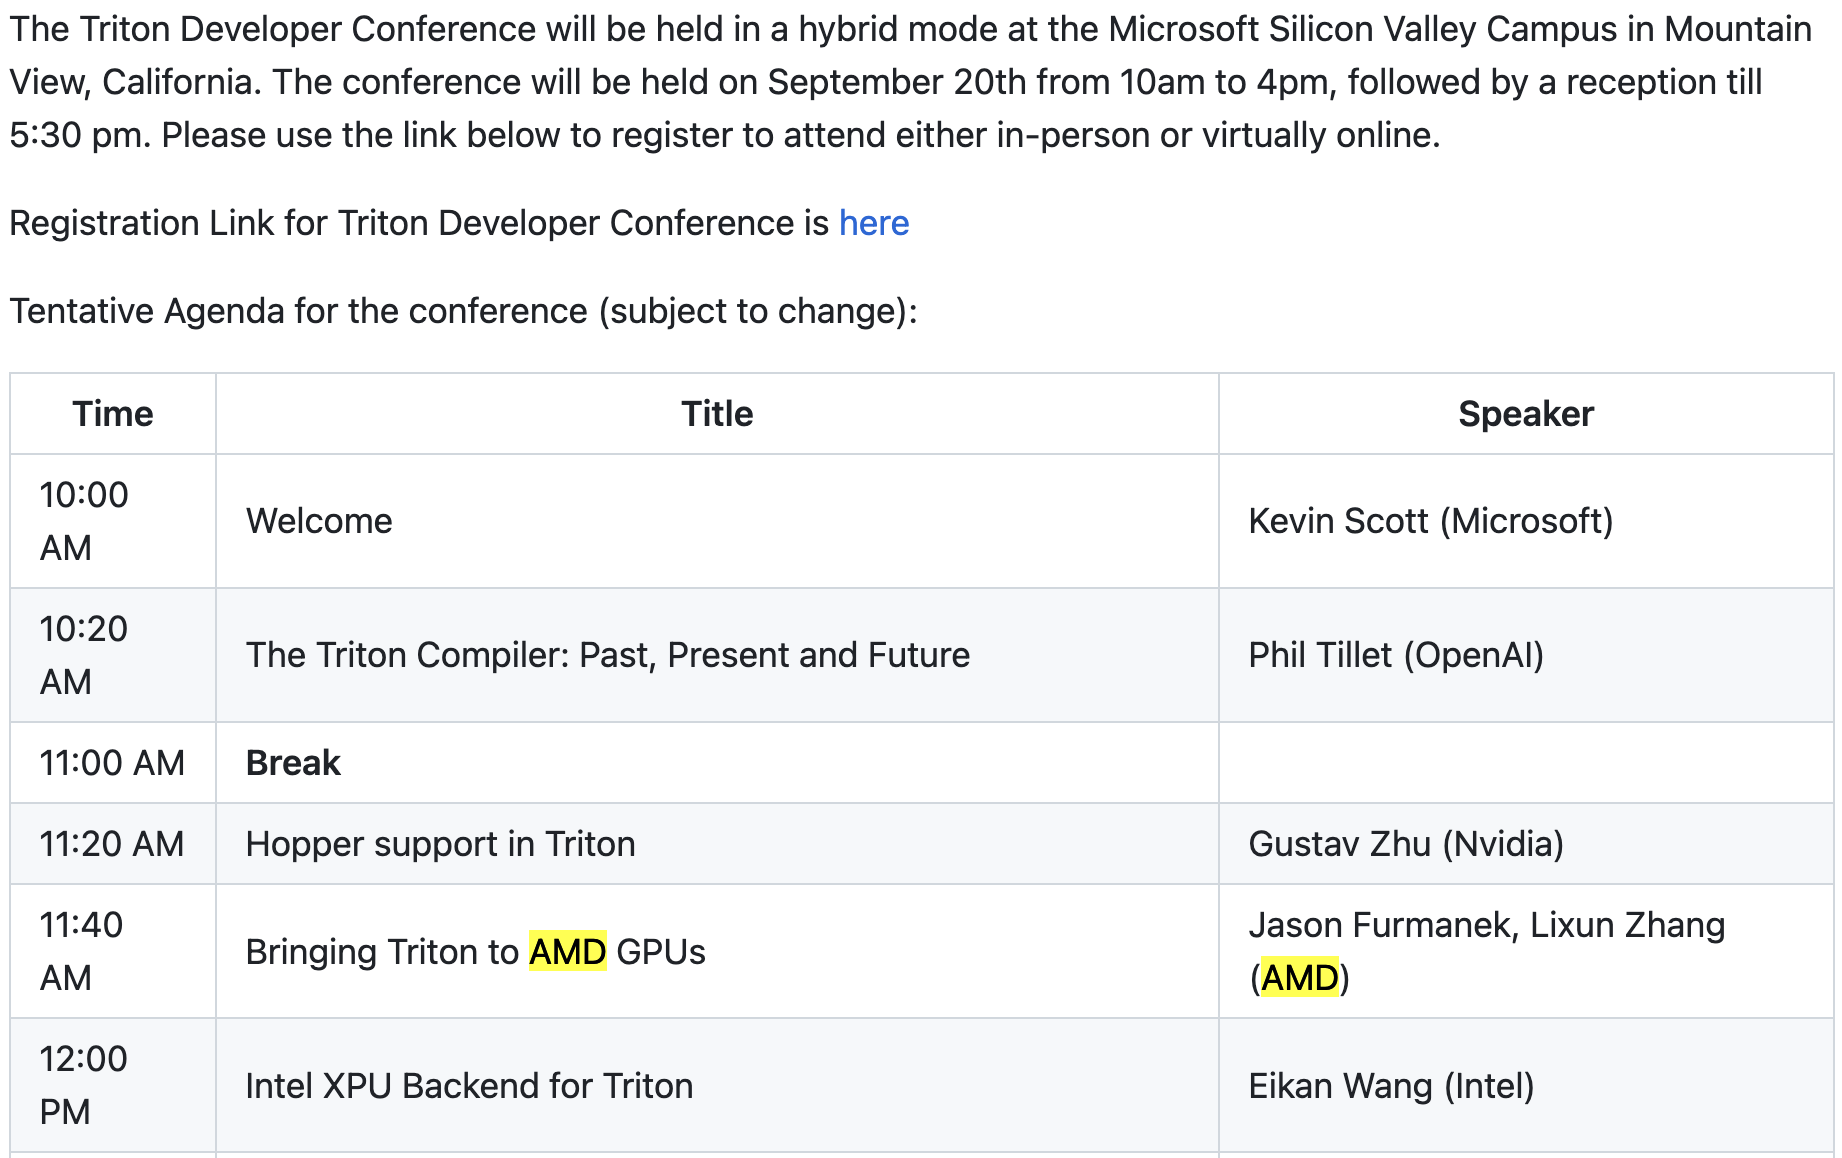 The Triton Developer Conference will be held in a hybrid mode at the Microsoft Silicon Valley Campus in Mountain
View, California. The conference will be held on September 20th from 10am to 4pm, followed by a reception till
5:30 pm. Please use the link below to register to attend either in-person or virtually online.
Registration Link for Triton Developer Conference is here
Tentative Agenda for the conference (subject to change):
Time Title Speaker
10:00
AM
Welcome
Kevin Scott (Microsoft)
10:20
AM
The Triton Compiler: Past, Present and Future
Phil Tillet (OpenAI)
11:00 AM Break
11:20 AM Hopper support in Triton Gustav Zhu (Nvidia)
11:40
AM
Bringing Triton to AMD GPUs
Jason Furmanek, Lixun Zhang
(AMD)
12:00
PM
Intel XPU Backend for Triton
Eikan Wang (Intel)